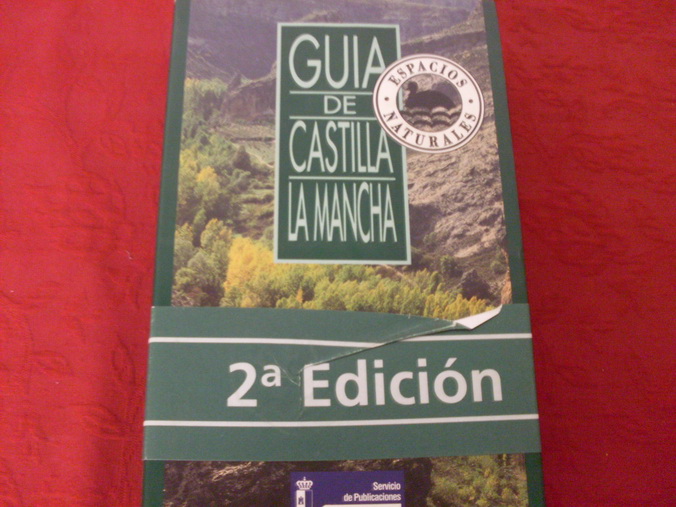 GUIA
DE
CASTILLA
LA MANCHA
· ESPACIOS ·
NATURALES
2ª Edición
Servicio
de Publicaciones